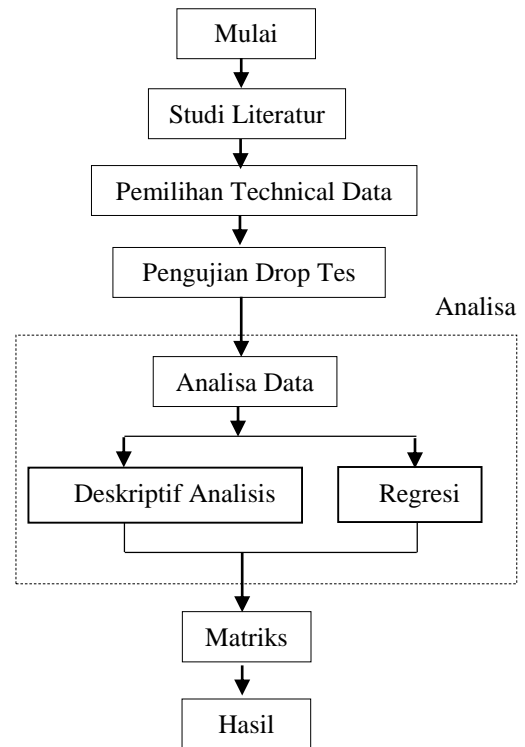 Mulai
Studi Literatur
Pemilihan Technical Data
Pengujian Drop Tes
Analisa
Analisa Data
Deskriptif Analisis
Regresi
Matriks
Hasil